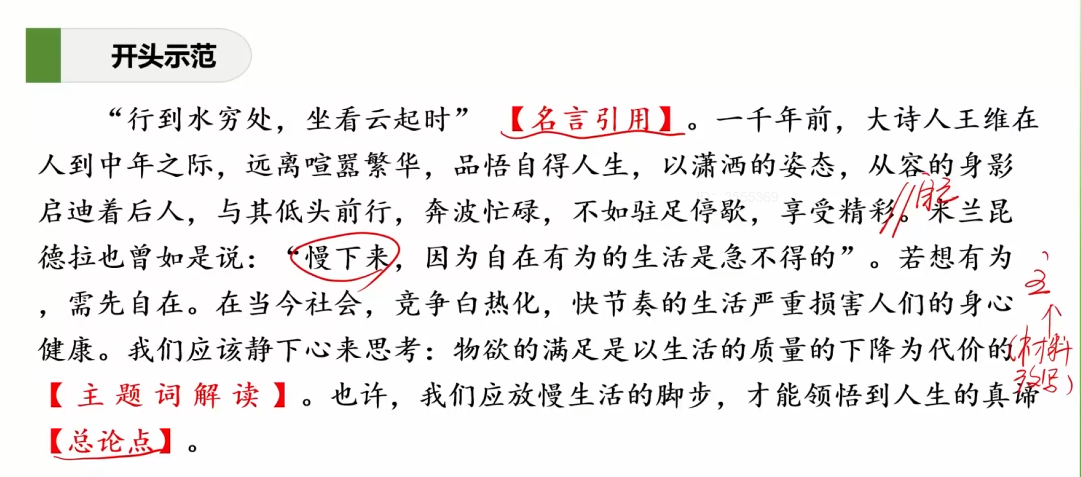 开头示范
“行到水穷处，坐看云起时”【名言引用】。一千年前，大诗人王维在
人到中年之际，远离喧嚣繁华，品悟自得人生，以潇洒的姿态，从容的身影
启迪着后人，与其低头前行，奔波忙碌，不如驻足停歇，享受精彩。米兰昆
德拉也曾如是说：“慢下来，因为自在有为的生活是急不得的”。若想有为
，需先自在。在当今社会，竞争白热化，快节奏的生活严重损害人们的身心
健康。我们应该静下心来思考：物欲的满足是以生活的质量的下降为代价的
【主题词解读】。也许，我们应放慢生活的脚步，才能领悟到人生的真谛
【总论点】。